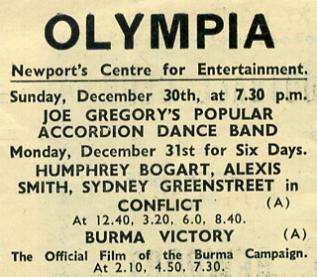 OLYMPIA
Newport's Centre for Entertainment.
Sunday, December 30th, at 7.30 p.m.
JOE GREGORY'S POPULAR
ACCORDION DANCE BAND
Monday, December 31st for Six Days.
HUMPHREY BOGART, ALEXIS
SMITH, SYDNEY GREENSTREET in
CONFLICT (A)
At 12.40, 3.20, 6.0, 8.40.
BURMA VICTORY (A)
The Official Film of the Burma Campaign.
At 2.10, 4.50, 7.30.